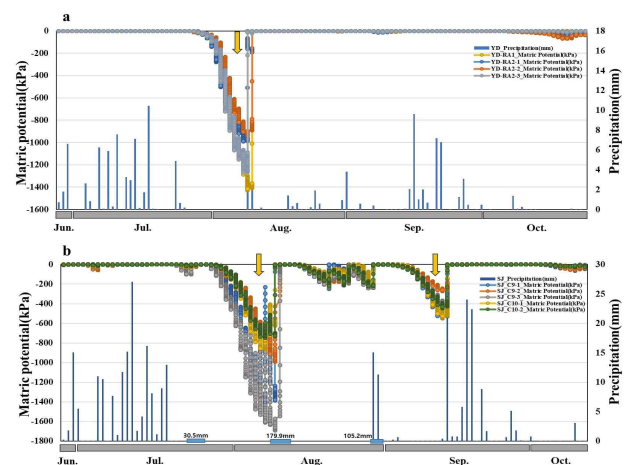 a
0
-200
-400
-600
-800
-1000
-1200
-1400
-1600
Matric potential(kPa)
18
16
14
12
10
8
6
4
2
0
Precipitation(mm)
YD_Precipitation(mm)
YD-RA1_Matric Potential(kPa)
YD-RA2-1_Matric Potential(kPa)
YD-RA2-2_Matric Potential(kPa)
YD-RA2-3_Matric Potential(kPa)
Jun. Jul. Aug. Sep. Oct.
b
0
-200
-400
-600
-800
-1000
-1200
-1400
-1600
-1800
Matric potential(kPa)
30
25
20
15
10
5
0
Precipitation(mm)
SJ_Precipitation(mm)
SJ_C9-1_Matric Potential(kPa)
SJ_C9-2_Matric Potential(kPa)
SJ_C9-3_Matric Potential(kPa)
SJ_C10-1_Matric Potential(kPa)
SJ_C10-2_Matric Potential(kPa)
30.5mm 179.9mm 105.2mm
Jun. Jul. Aug. Sep. Oct.